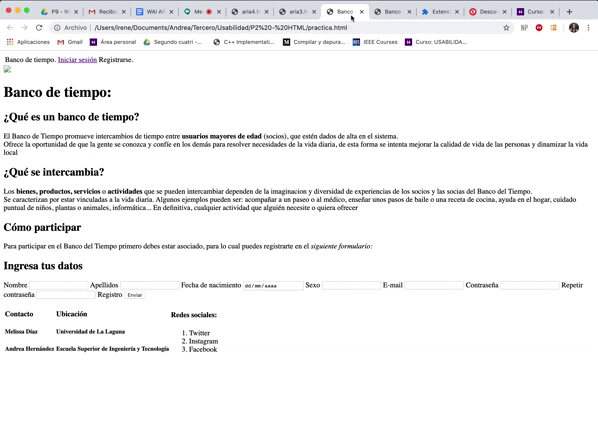 P9 - W
Recibi
WAI A
Me
aria4.h
aria3.h
Banco
Banco
Extens
Descu
Curso:
Archivo | /Users/Irene/Documents/Andrea/Tercero/Usabilidad/P2%20-%20HTML/practica.html
Aplicaciones Gmail Área personal Segundo cuatri -... C++ Implementati... Compilar y depura... IEEE Courses Curso: USABILIDA...
Banco de tiempo. Iniciar sesión Registrarse.
Banco de tiempo:
¿Qué es un banco de tiempo?
El Banco de Tiempo promueve intercambios de tiempo entre usuarios mayores de edad (socios), que estén dados de alta en el sistema.
Ofrece la oportunidad de que la gente se conozca y confíe en los demás para resolver necesidades de la vida diaria, de esta forma se intenta mejorar la calidad de vida de las personas y dinamizar la vida
local
¿Qué se intercambia?
Los bienes, productos, servicios o actividades que se pueden intercambiar dependen de la imaginacion y diversidad de experiencias de los socios y las socias del Banco del Tiempo.
Se caracterizan por estar vinculadas a la vida diaria. Algunos ejemplos pueden ser: acompañar a un paseo o al médico, enseñar unos pasos de baile o una receta de cocina, ayuda en el hogar, cuidado
puntual de niños, plantas o animales, informática... En definitiva, cualquier actividad que alguién necesite o quiera ofrecer
Cómo participar
Para participar en el Banco del Tiempo primero debes estar asociado, para lo cual puedes registrarte en el siguiente formulario:
Ingresa tus datos
Nombre Apellidos Fecha de nacimiento dd/mm/aaaa Sexo E-mail Contraseña Repetir
contraseña Registro Enviar
Contacto Ubicación Redes sociales:
Melissa Díaz Universidad de La Laguna
1. Twitter
2. Instagram
Andrea Hernández Escuela Superior de Ingeniería y Tecnología
3. Facebook